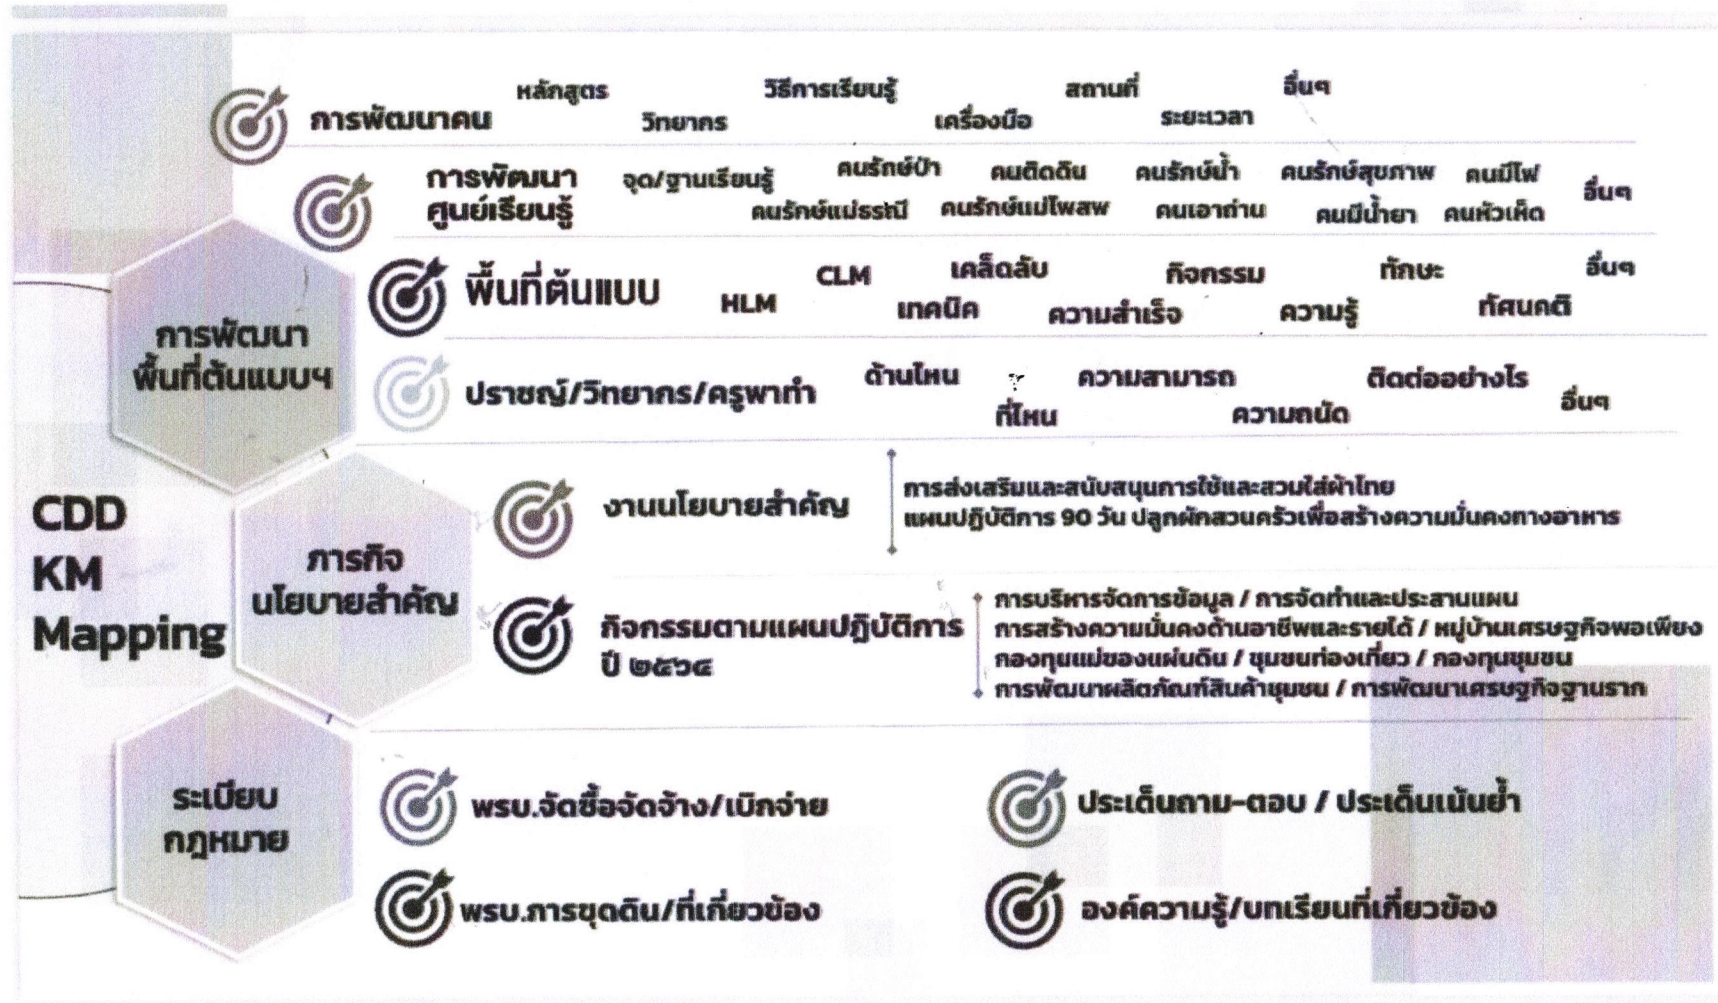 หลักสูตร วิธีการเรียนรู้ สถานที่ อื่นๆ
การพัฒนาคน วิทยากร เครื่องมือ ระยะเวลา
การพัฒนา จุด/ฐานเรียนรู้ คนรักษ์ป่า คนติดดิน คนรักษ์น้ำ คนรักษ์สุขภาพ คนมีไฟ อื่นๆ
ศูนย์เรียนรู้ คนรักษ์แม่ธรณี คนรักษ์แม่โพสพ คนเอาถ่าน คนมีน้ำยา คนหัวเห็ด
CLM เคล็ดลับ กิจกรรม ทักษะ อื่นๆ
พื้นที่ต้นแบบ HLM เทคนิค ความสำเร็จ ความรู้ ทัศนคติ
การพัฒนา
พื้นที่ต้นแบบฯ
ปราชญ์/วิทยากร/ครูพาทำ ด้านไหน ความสามารถ ติดต่ออย่างไร
ที่ไหน ความถนัด อื่นๆ
CDD
KM
Mapping
ภารกิจ
นโยบายสำคัญ
งานนโยบายสำคัญ
การส่งเสริมและสนับสนุนการใช้และสวมใส่ผ้าไทย
แผนปฏิบัติการ 90 วัน ปลูกผักสวนครัวเพื่อสร้างความมั่นคงทางอาหาร
กิจกรรมตามแผนปฏิบัติการ
ปี ๒๕๖๔
การบริหารจัดการข้อมูล / การจัดทำและประสานแผน
การสร้างความมั่นคงด้านอาชีพและรายได้ / หมู่บ้านเศรษฐกิจพอเพียง
กองทุนแม่ของแผ่นดิน / ชุมชนท่องเที่ยว / กองทุนชุมชน
การพัฒนาผลิตภัณฑ์สินค้าชุมชน / การพัฒนาเศรษฐกิจฐานราก
ระเบียบ
กฎหมาย
พรบ.จัดซื้อจัดจ้าง/เบิกจ่าย ประเด็นถาม-ตอบ / ประเด็นเน้นย้ำ
พรบ.การขุดดิน/ที่เกี่ยวข้อง องค์ความรู้/บทเรียนที่เกี่ยวข้อง